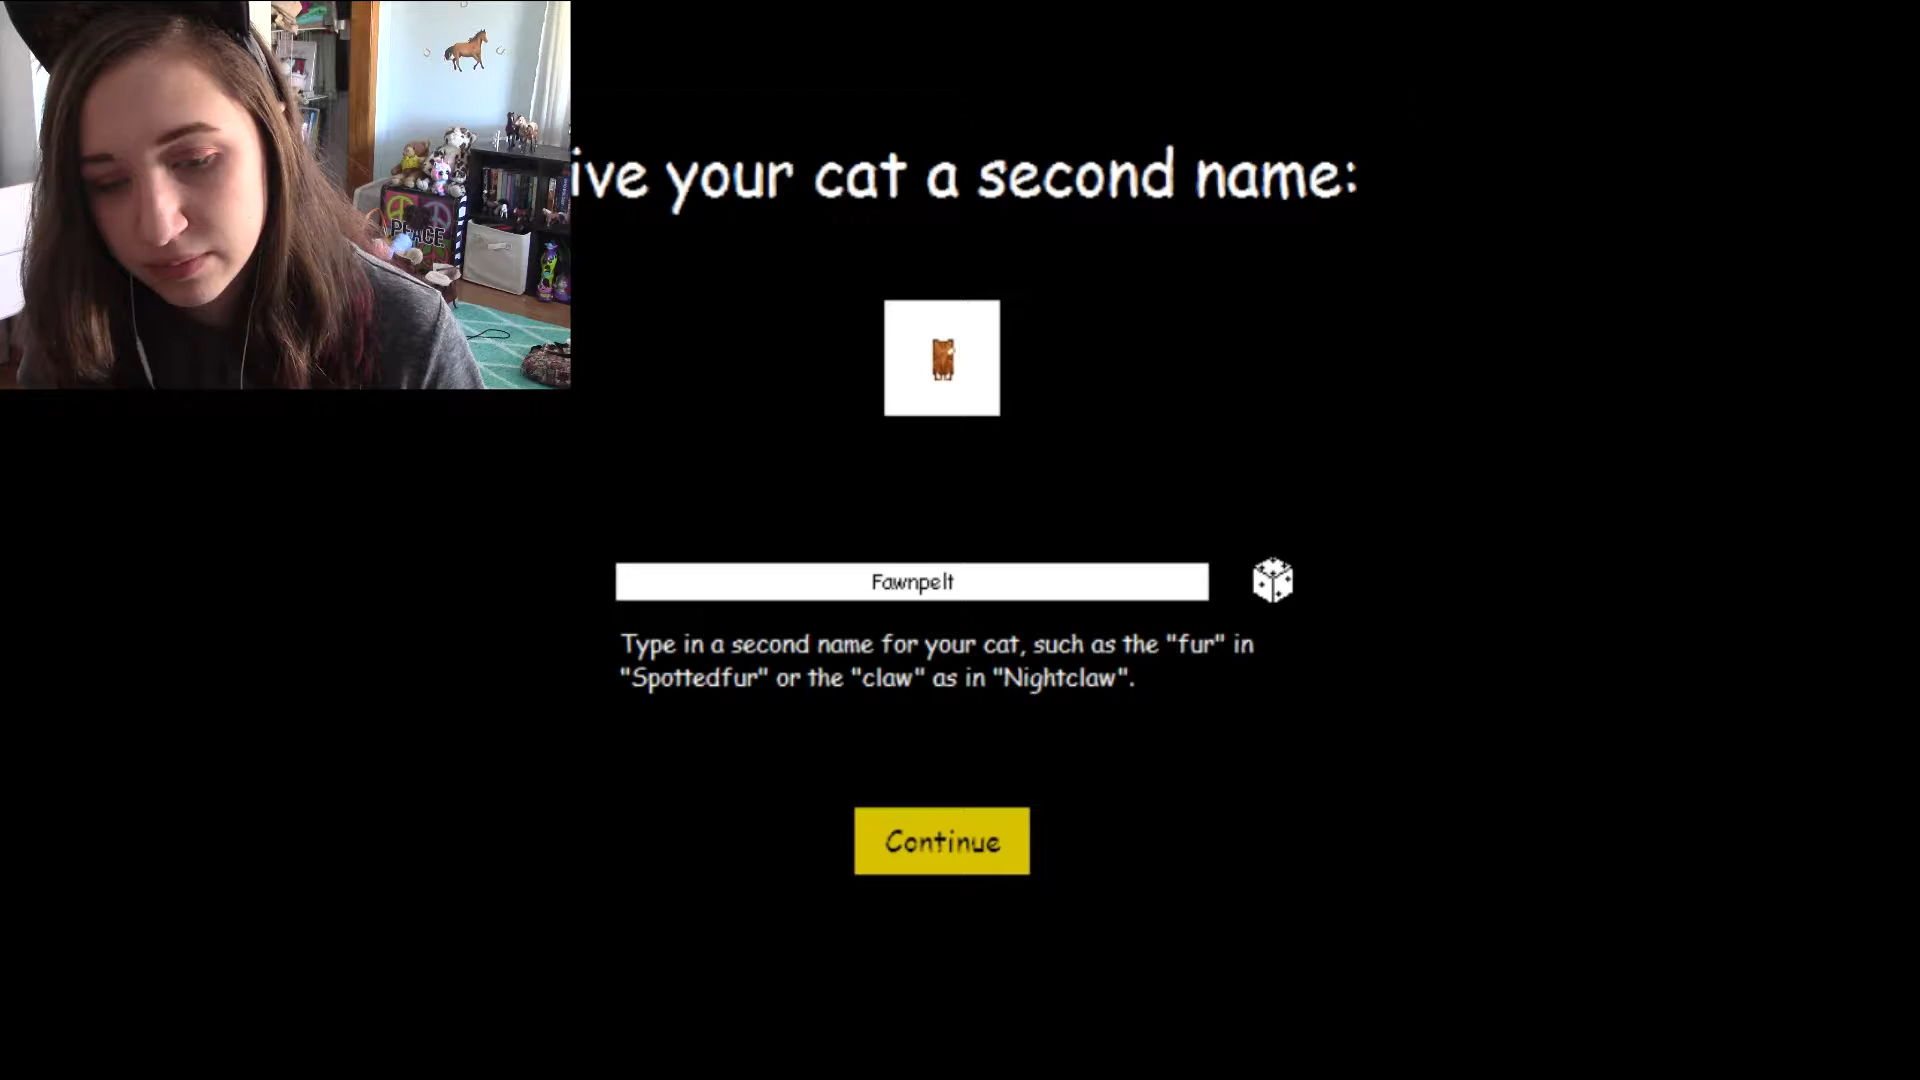 ive your cat a second name:
PEACE
Fawnpelt
Type in a second name for your cat, such as the "fur" in
"Spottedfur" or the "claw" as in "Nightclaw".
Continue